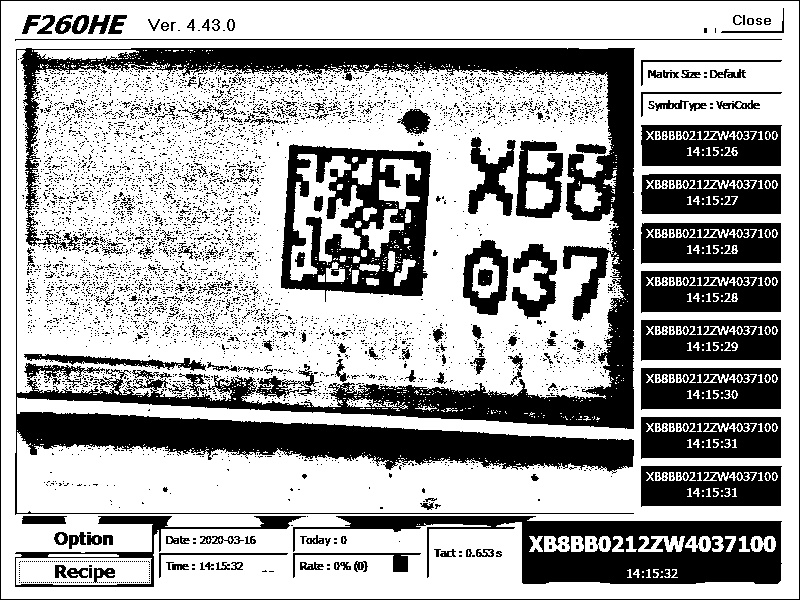 F260HE Ver. 4.43.0
Close
Matrix Size : Default
SymbolType : VeriCode
XB8BB0212ZW4037100
14:15:26
XB8BB0212ZW4037100
14:15:27
XB8BB0212ZW4037100
14:15:28
XB8BB0212ZW4037100
14:15:28
XB8BB0212ZW4037100
14:15:29
XB8BB0212ZW4037100
14:15:30
XB8BB0212ZW4037100
14:15:31
XB8BB0212ZW4037100
14:15:31
XB8
037
Option
Recipe
Date : 2020-03-16
Time : 14:15:32
Today : 0
Rate : 0% (0)
Tact : 0.653 s
XB8BB0212ZW4037100
14:15:32